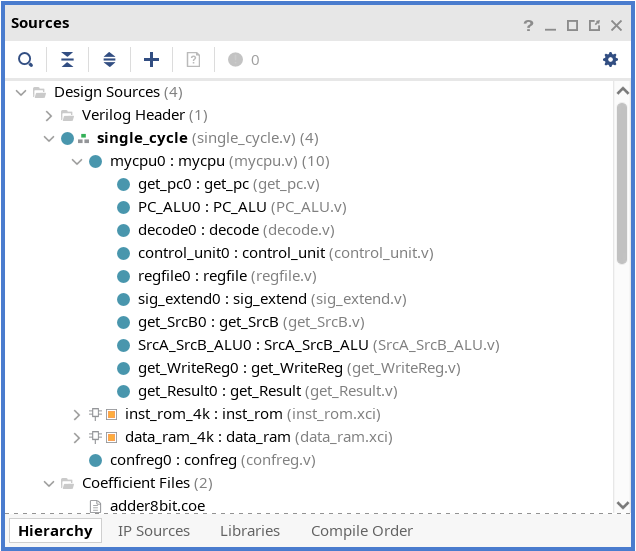 Sources
?
0
Design Sources (4)
Verilog Header (1)
single_cycle (single_cycle.v) (4)
mycpu0 : mycpu (mycpu.v) (10)
get_pc0 : get_pc (get_pc.v)
PC_ALU0 : PC_ALU (PC_ALU.v)
decode0 : decode (decode.v)
control_unit0 : control_unit (control_unit.v)
regfile0 : regfile (regfile.v)
sig_extend0 : sig_extend (sig_extend.v)
get_SrcB0 : get_SrcB (get_SrcB.v)
SrcA_SrcB_ALU0 : SrcA_SrcB_ALU (SrcA_SrcB_ALU.v)
get_WriteReg0 : get_WriteReg (get_WriteReg.v)
get_Result0 : get_Result (get_Result.v)
inst_rom_4k : inst_rom (inst_rom.xci)
data_ram_4k : data_ram (data_ram.xci)
confreg0 : confreg (confreg.v)
Coefficient Files (2)
adder8bit.coe
Hierarchy IP Sources Libraries Compile Order